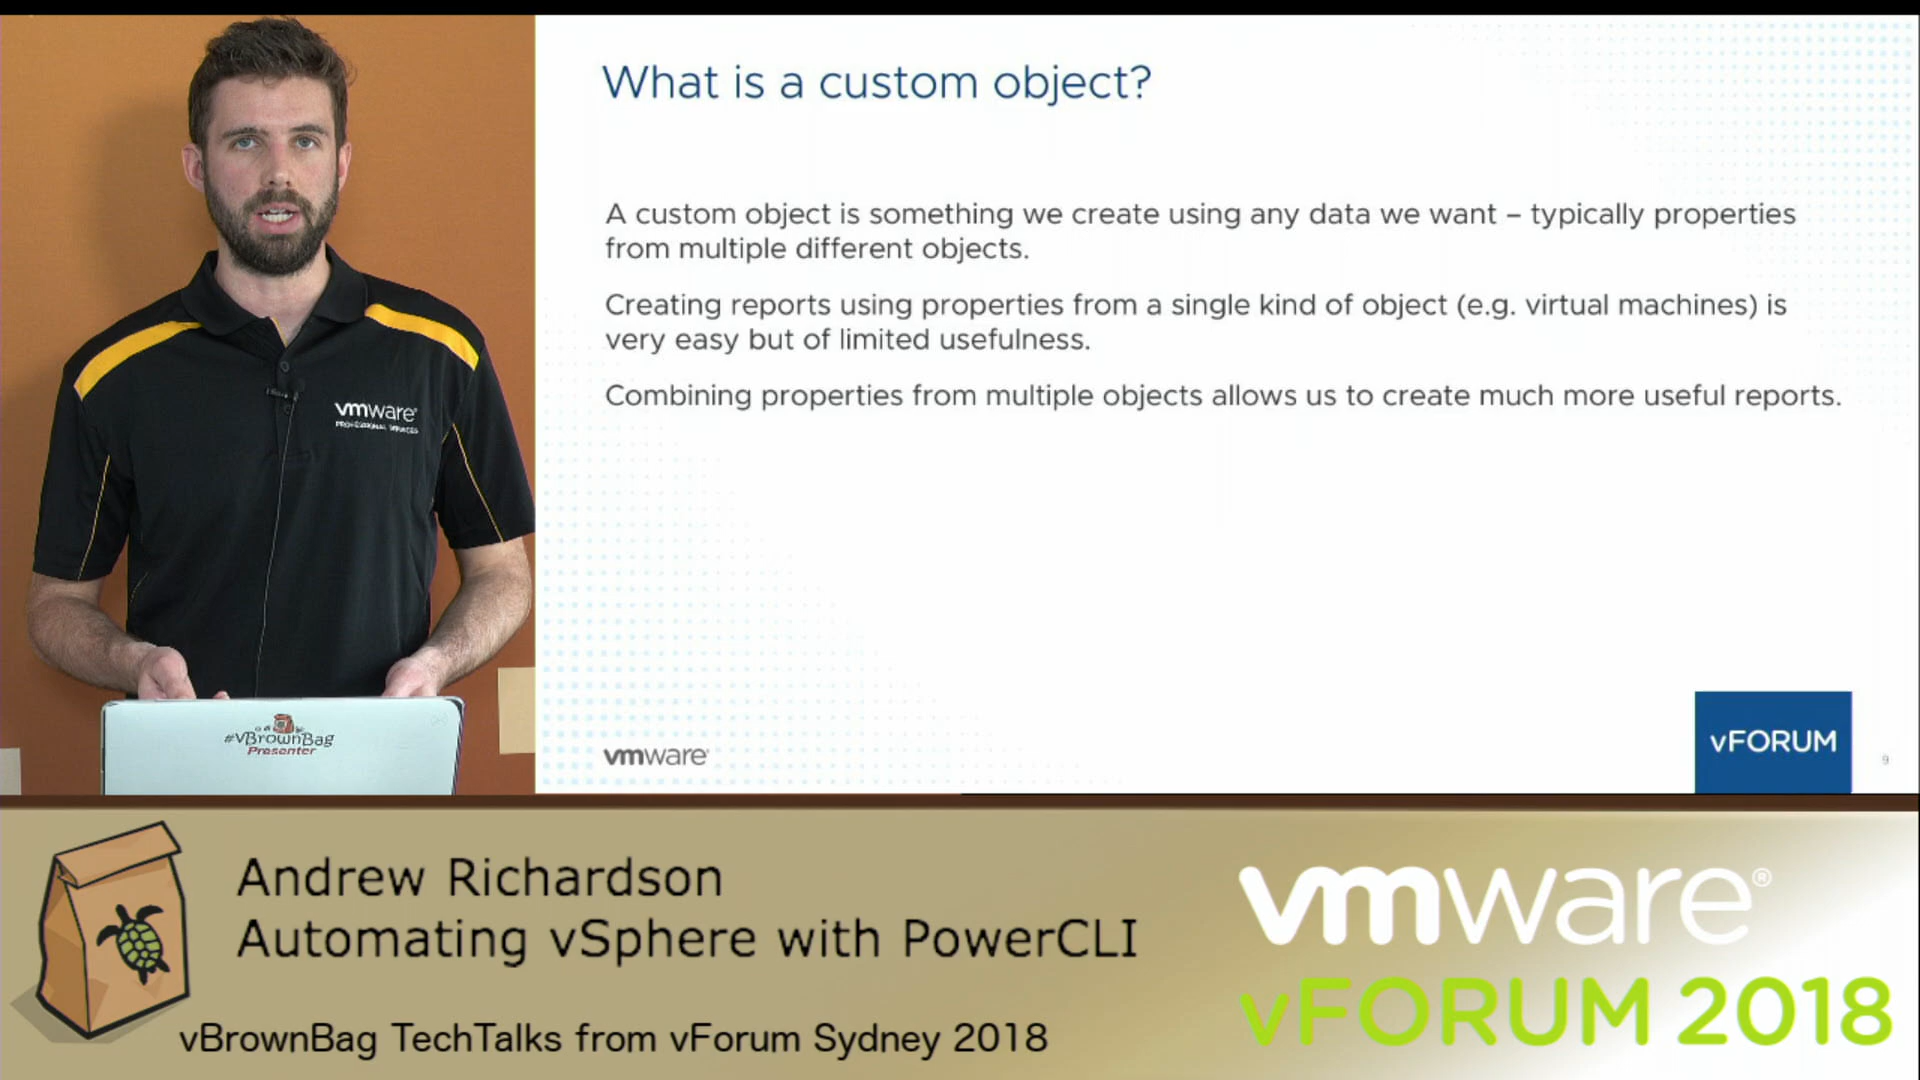 What is a custom object?
A custom object is something we create using any data we want – typically properties
from multiple different objects.
Creating reports using properties from a single kind of object (e.g. virtual machines) is
very easy but of limited usefulness.
Combining properties from multiple objects allows us to create much more useful reports.
vmware®
PROFESSIONAL SERVICES
#VBrownBag
Presenter
vmware®
vFORUM
9
Andrew Richardson
Automating vSphere with PowerCLI
vBrownBag TechTalks from vForum Sydney 2018
vmware®
vFORUM 2018